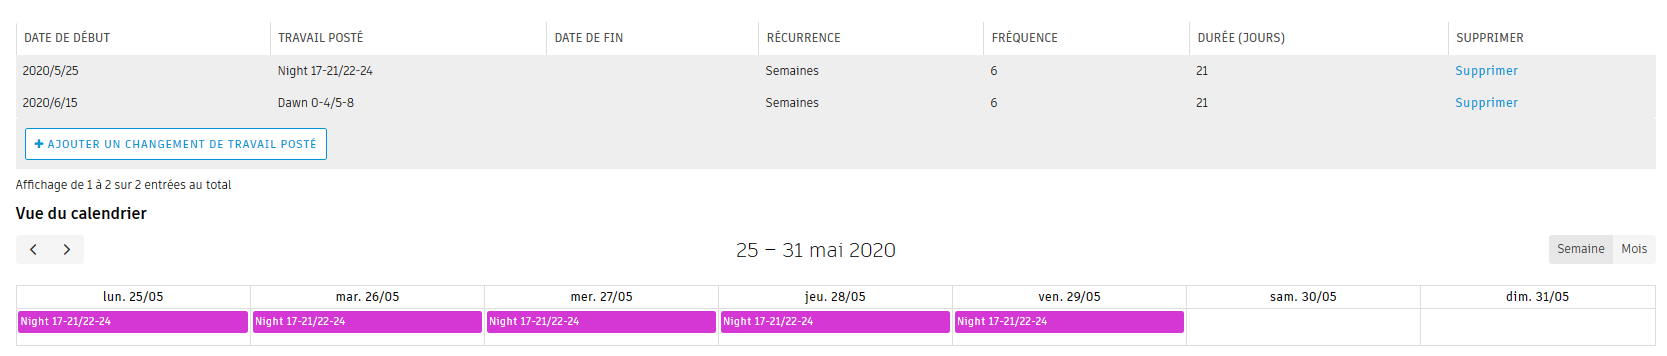 DATE DE DÉBUT TRAVAIL POSTÉ DATE DE FIN RÉCURRENCE FRÉQUENCE DURÉE (JOURS) SUPPRIMER
2020/5/25 Night 17-21/22-24 Semaines 6 21 Supprimer
2020/6/15 Dawn 0-4/5-8 Semaines 6 21 Supprimer
+ AJOUTER UN CHANGEMENT DE TRAVAIL POSTÉ
Affichage de 1 à 2 sur 2 entrées au total
Vue du calendrier
25 – 31 mai 2020 Semaine Mois
lun. 25/05 mar. 26/05 mer. 27/05 jeu. 28/05 ven. 29/05 sam. 30/05 dim. 31/05
Night 17-21/22-24 Night 17-21/22-24 Night 17-21/22-24 Night 17-21/22-24 Night 17-21/22-24